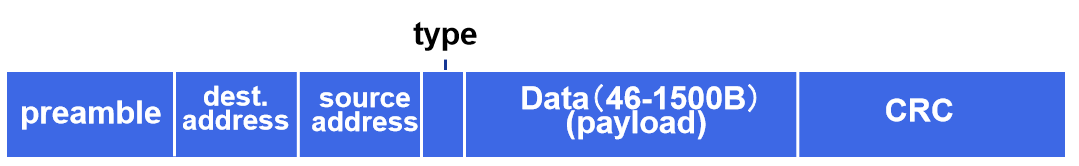 type
preamble
dest.
address
source
address
Data（46-1500B）
(payload)
CRC